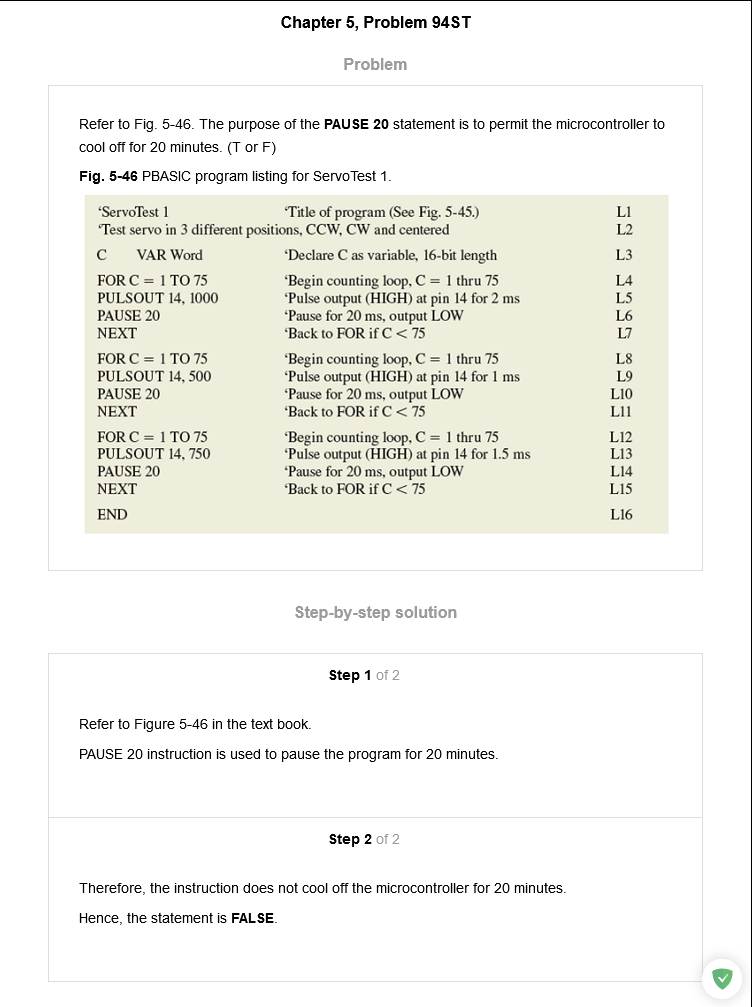 Chapter 5, Problem 94ST
Problem
Refer to Fig. 5-46. The purpose of the PAUSE 20 statement is to permit the microcontroller to
cool off for 20 minutes. (T or F)
Fig. 5-46 PBASIC program listing for ServoTest 1.
‘ServoTest 1 ‘Title of program (See Fig. 5-45.) L1
‘Test servo in 3 different positions, CCW, CW and centered L2
C VAR Word ‘Declare C as variable, 16-bit length L3
FOR C = 1 TO 75 ‘Begin counting loop, C = 1 thru 75 L4
PULSOUT 14, 1000 ‘Pulse output (HIGH) at pin 14 for 2 ms L5
PAUSE 20 ‘Pause for 20 ms, output LOW L6
NEXT ‘Back to FOR if C < 75 L7
FOR C = 1 TO 75 ‘Begin counting loop, C = 1 thru 75 L8
PULSOUT 14, 500 ‘Pulse output (HIGH) at pin 14 for 1 ms L9
PAUSE 20 ‘Pause for 20 ms, output LOW L10
NEXT ‘Back to FOR if C < 75 L11
FOR C = 1 TO 75 ‘Begin counting loop, C = 1 thru 75 L12
PULSOUT 14, 750 ‘Pulse output (HIGH) at pin 14 for 1.5 ms L13
PAUSE 20 ‘Pause for 20 ms, output LOW L14
NEXT ‘Back to FOR if C < 75 L15
END L16
Step-by-step solution
Step 1 of 2
Refer to Figure 5-46 in the text book.
PAUSE 20 instruction is used to pause the program for 20 minutes.
Step 2 of 2
Therefore, the instruction does not cool off the microcontroller for 20 minutes.
Hence, the statement is FALSE.